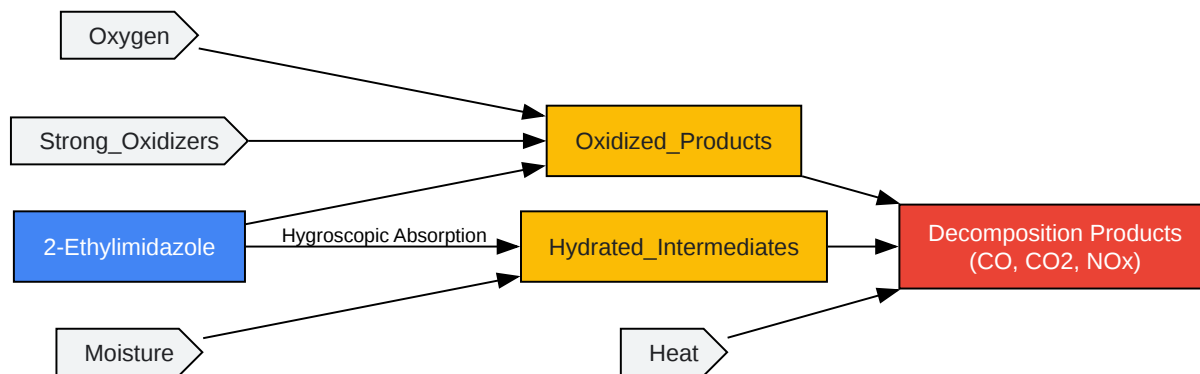 Oxygen
Strong_Oxidizers
Oxidized_Products
2-Ethylimidazole
Hygroscopic Absorption
Hydrated_Intermediates
Decomposition Products
(CO, CO2, NOx)
Moisture
Heat